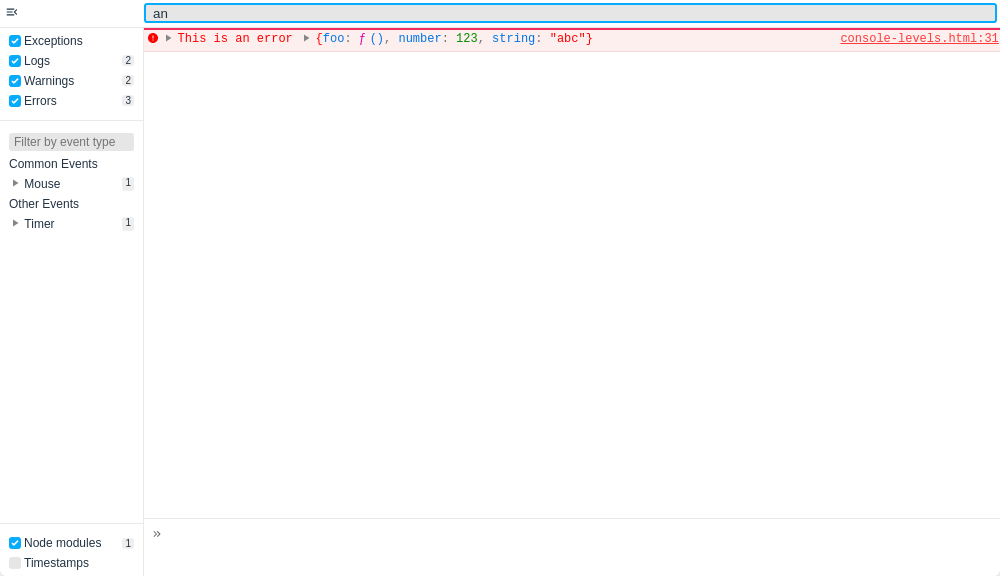 an
Exceptions
Logs 2
Warnings 2
Errors 3
Filter by event type
Common Events
Mouse 1
Other Events
Timer 1
Node modules 1
Timestamps
This is an error {foo: ƒ (), number: 123, string: "abc"} console-levels.html:31
»